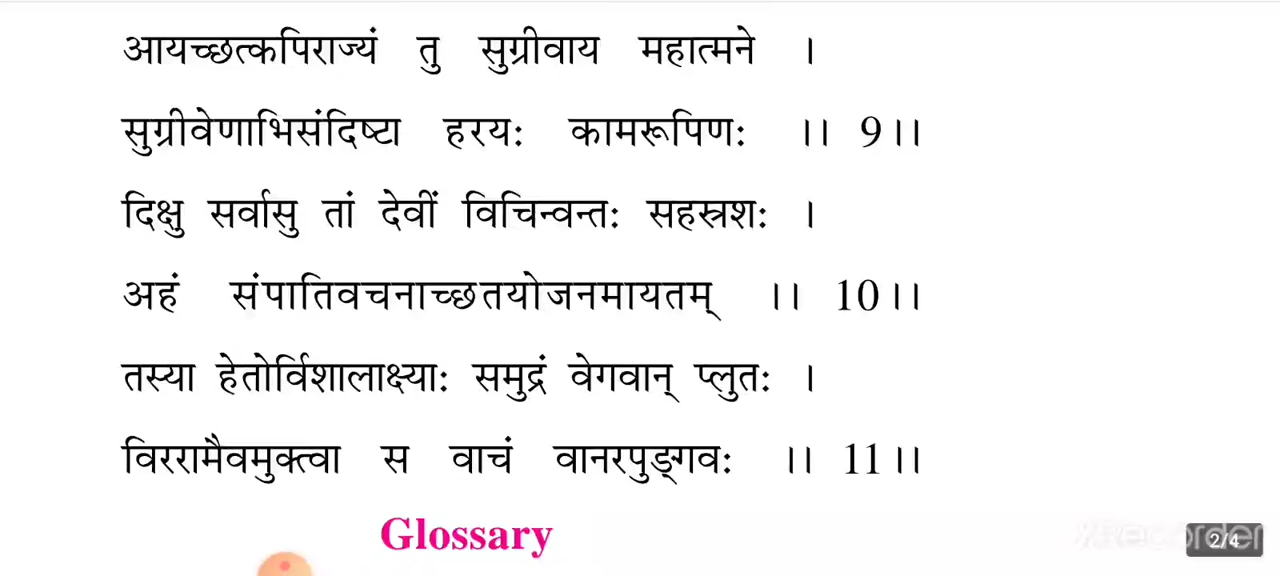 आयच्छत्कपिराज्यं तु सुग्रीवाय महात्मने ।
सुग्रीवेणाभिसंदिष्टा हरयः कामरूपिणः ।। 9।।
दिक्षु सर्वासु तां देवीं विचिन्वन्तः सहस्रशः ।
अहं संपातिवचनाच्छतयोजनमायतम् ।। 10।।
तस्या हेतोर्विशालाक्ष्याः समुद्रं वेगवान् प्लुतः ।
विररामैवमुक्त्वा स वाचं वानरपुङ्गवः ।। 11।।
Glossary
XRecorder
2/4